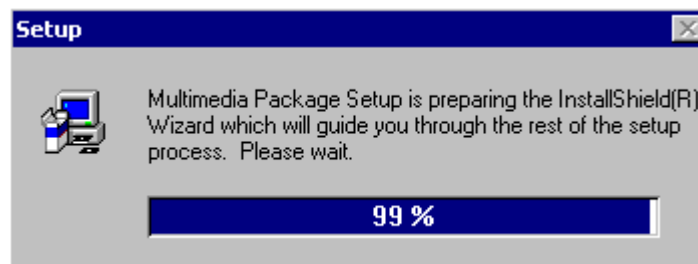 Setup
Multimedia Package Setup is preparing the InstallShield(R)
Wizard which will guide you through the rest of the setup
process.  Please wait.
99 %